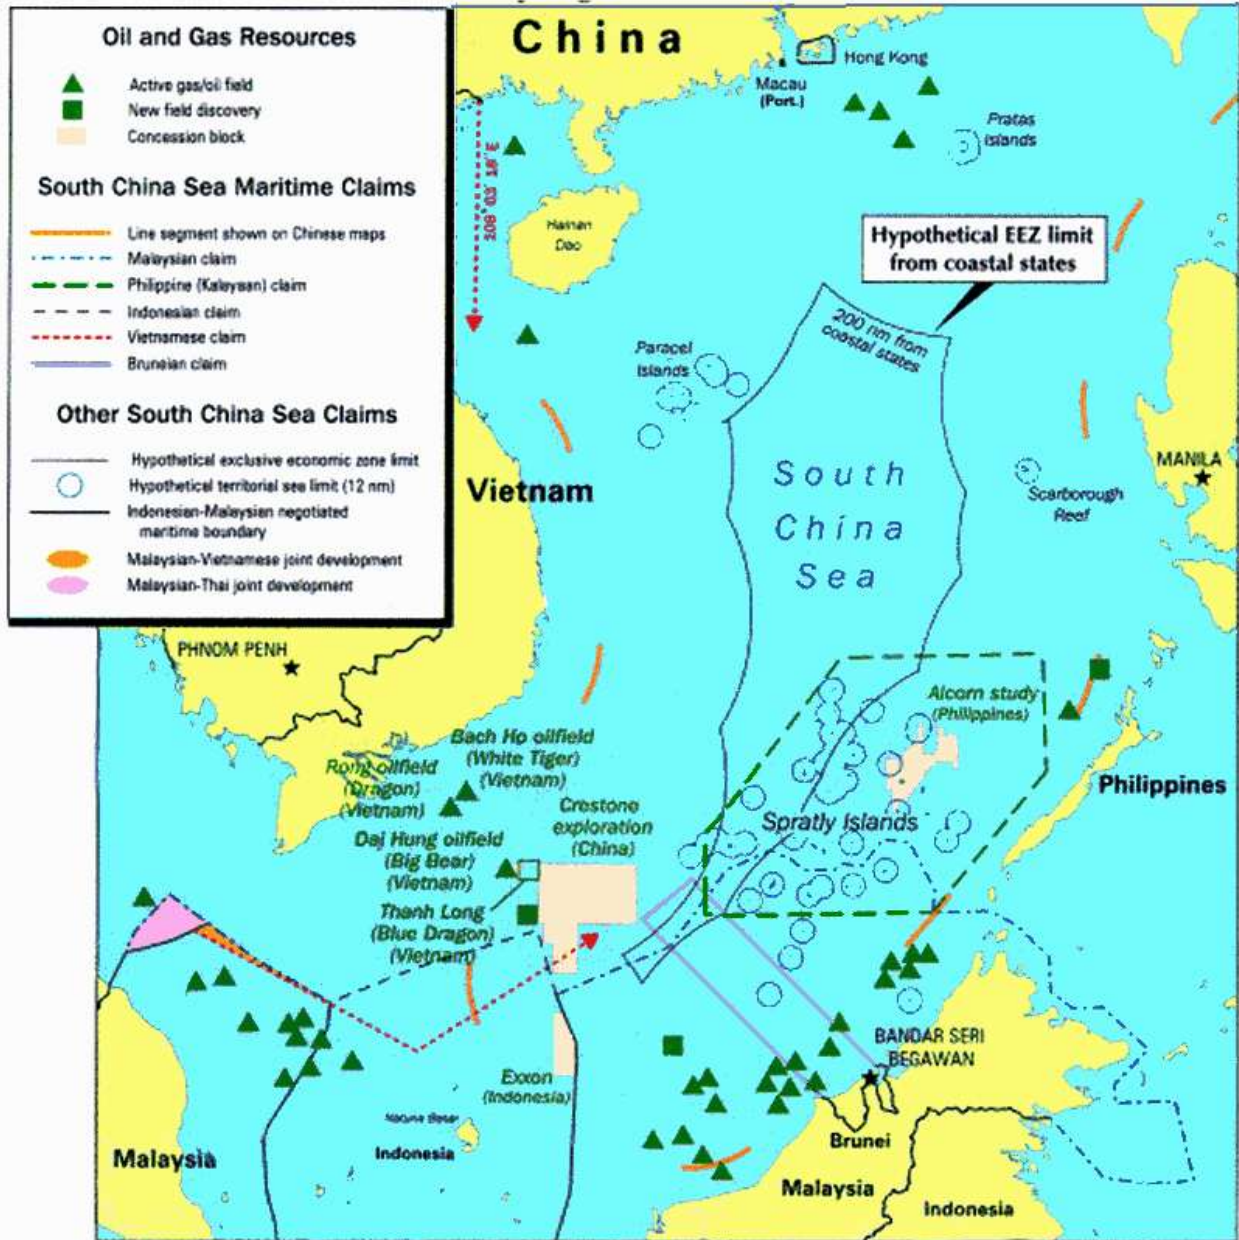 Oil and Gas Resources
Active gas/oil field
New field discovery
Concession block
South China Sea Maritime Claims
Line segment shown on Chinese maps
Malaysian claim
Philippine (Kalayaan) claim
Indonesian claim
Vietnamese claim
Bruneian claim
Other South China Sea Claims
Hypothetical exclusive economic zone limit
Hypothetical territorial sea limit (12 nm)
Indonesian-Malaysian negotiated
maritime boundary
Malaysian-Vietnamese joint development
Malaysian-Thai joint development
China
Hong Kong
Macau
(Port.)
Pratas
Islands
108° 03' 18" E
Hainan
Dao
Hypothetical EEZ limit
from coastal states
200 nm from
coastal states
Paracel
Islands
Vietnam
South
China
Sea
MANILA
Scarborough
Reef
PHNOM PENH
Alcorn study
(Philippines)
Bach Ho oilfield
(White Tiger)
(Vietnam)
Rong oilfield
(Dragon)
(Vietnam)
Crestone
exploration
(China)
Philippines
Spratly Islands
Dai Hung oilfield
(Big Bear)
(Vietnam)
Thanh Long
(Blue Dragon)
(Vietnam)
BANDAR SERI
BEGAWAN
Exxon
(Indonesia)
Natuna Besar
Malaysia
Indonesia
Brunei
Malaysia
Indonesia